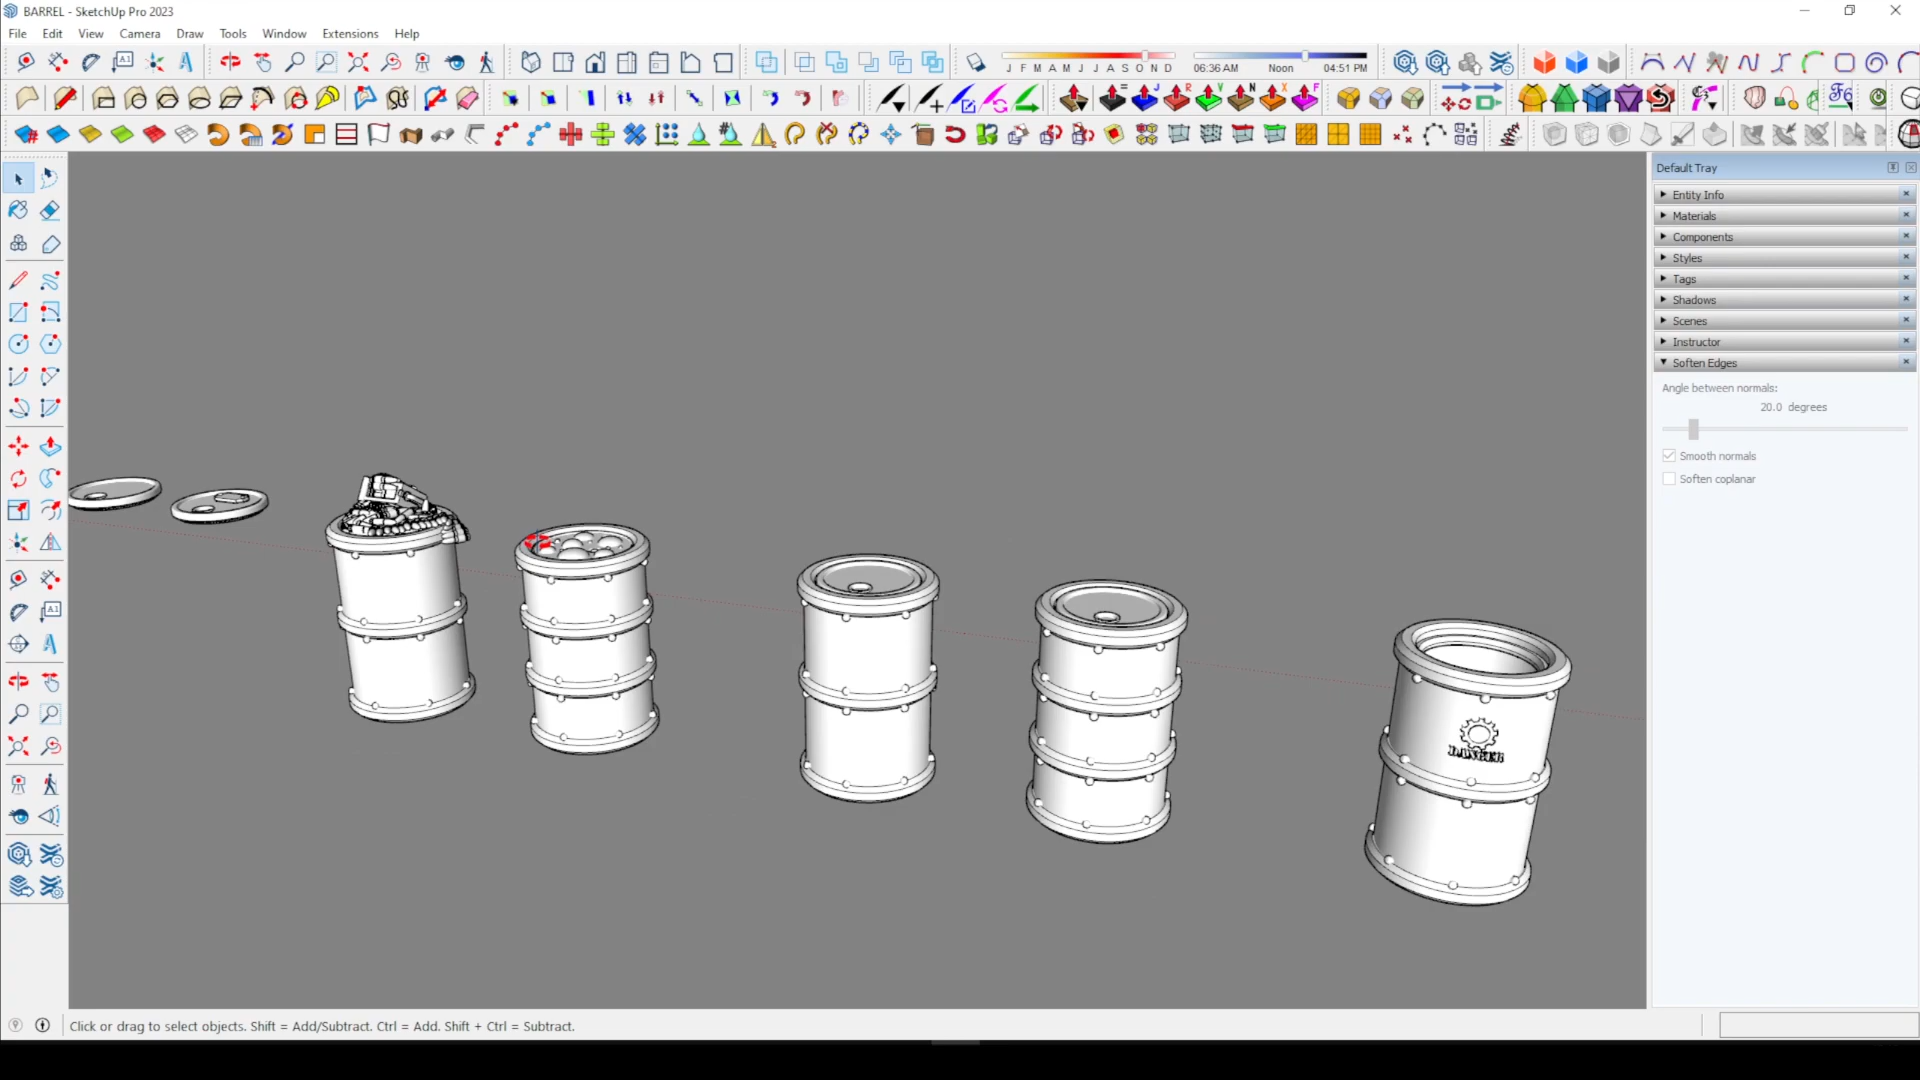 BARREL - SketchUp Pro 2023
File Edit View Camera Draw Tools Window Extensions Help
A1
J F M A M J J A S O N D
06:36 AM Noon 04:51 PM
Default Tray
Entity Info
Materials
Components
Styles
Tags
Shadows
Scenes
Instructor
Soften Edges
Angle between normals:
20.0 degrees
Smooth normals
Soften coplanar
A1
DANGER
Click or drag to select objects. Shift = Add/Subtract. Ctrl = Add. Shift + Ctrl = Subtract.